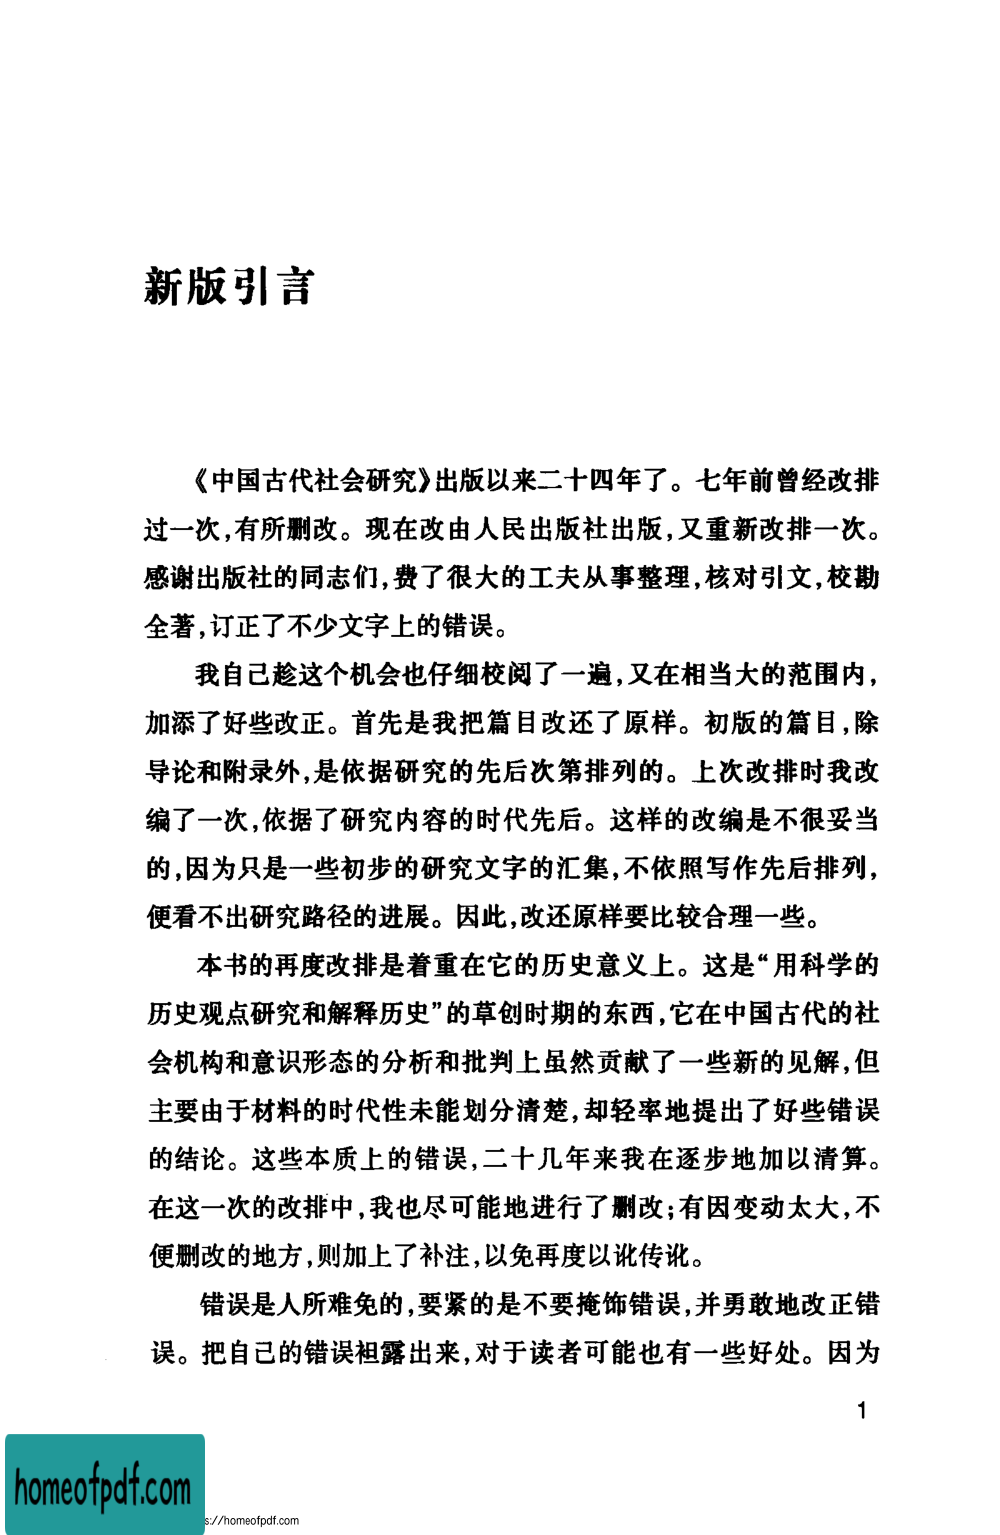 新版引言
《中国古代社会研究》出版以来二十四年了。七年前曾经改排
过一次,有所删改。现在改由人民出版社出版,又重新改排一次。
感谢出版社的同志们,费了很大的工夫从事整理,核对引文,校勘
全著,订正了不少文字上的错误。
我自己趁这个机会也仔细校阅了一遍,又在相当大的范围内,
加添了好些改正。首先是我把篇目改还了原样。初版的篇目,除
导论和附录外,是依据研究的先后次第排列的。上次改排时我改
编了一次,依据了研究内容的时代先后。这样的改编是不很妥当
的,因为只是一些初步的研究文字的汇集,不依照写作先后排列,
便看不出研究路径的进展。因此,改还原样要比较合理一些。
本书的再度改排是着重在它的历史意义上。这是“用科学的
历史观点研究和解释历史”的草创时期的东西,它在中国古代的社
会机构和意识形态的分析和批判上虽然贡献了一些新的见解,但
主要由于材料的时代性未能划分清楚,却轻率地提出了好些错误
的结论。这些本质上的错误,二十几年来我在逐步地加以清算。
在这一次的改排中,我也尽可能地进行了删改;有因变动太大,不
便删改的地方,则加上了补注,以免再度以讹传讹。
错误是人所难免的,要紧的是不要掩饰错误,并勇敢地改正错
误。把自己的错误袒露出来,对于读者可能也有一些好处。因为
1
homeofpdf.com
s://homeofpdf.com